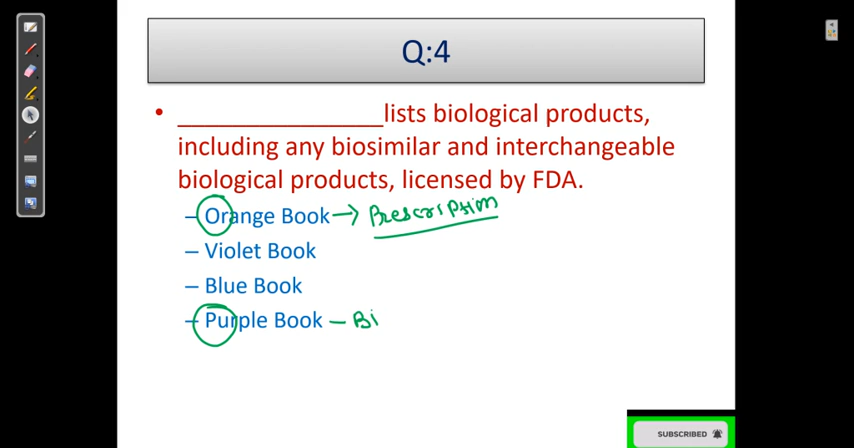 Q:4
• _______________lists biological products,
including any biosimilar and interchangeable
biological products, licensed by FDA.
– Orange Book → Prescription
– Violet Book
– Blue Book
– Purple Book – Bi
SUBSCRIBED